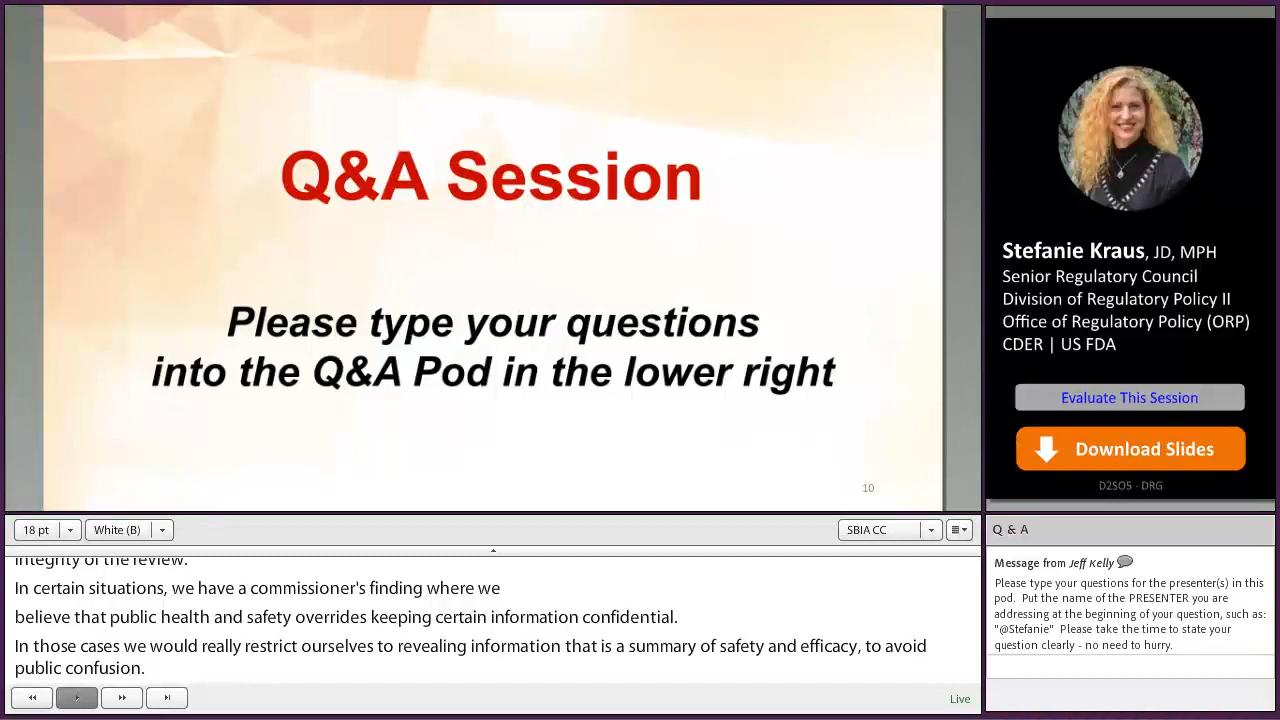 Q&A Session
Please type your questions
into the Q&A Pod in the lower right
10
Stefanie Kraus, JD, MPH
Senior Regulatory Council
Division of Regulatory Policy II
Office of Regulatory Policy (ORP)
CDER | US FDA
Evaluate This Session
Download Slides
D2SO5 - DRG
18 pt
White (B)
SBIA CC
integrity of the review.
In certain situations, we have a commissioner's finding where we
believe that public health and safety overrides keeping certain information confidential.
In those cases we would really restrict ourselves to revealing information that is a summary of safety and efficacy, to avoid
public confusion.
Live
Q & A
Message from Jeff Kelly
Please type your questions for the presenter(s) in this
pod. Put the name of the PRESENTER you are
addressing at the beginning of your question, such as:
"@Stefanie" Please take the time to state your
question clearly - no need to hurry.